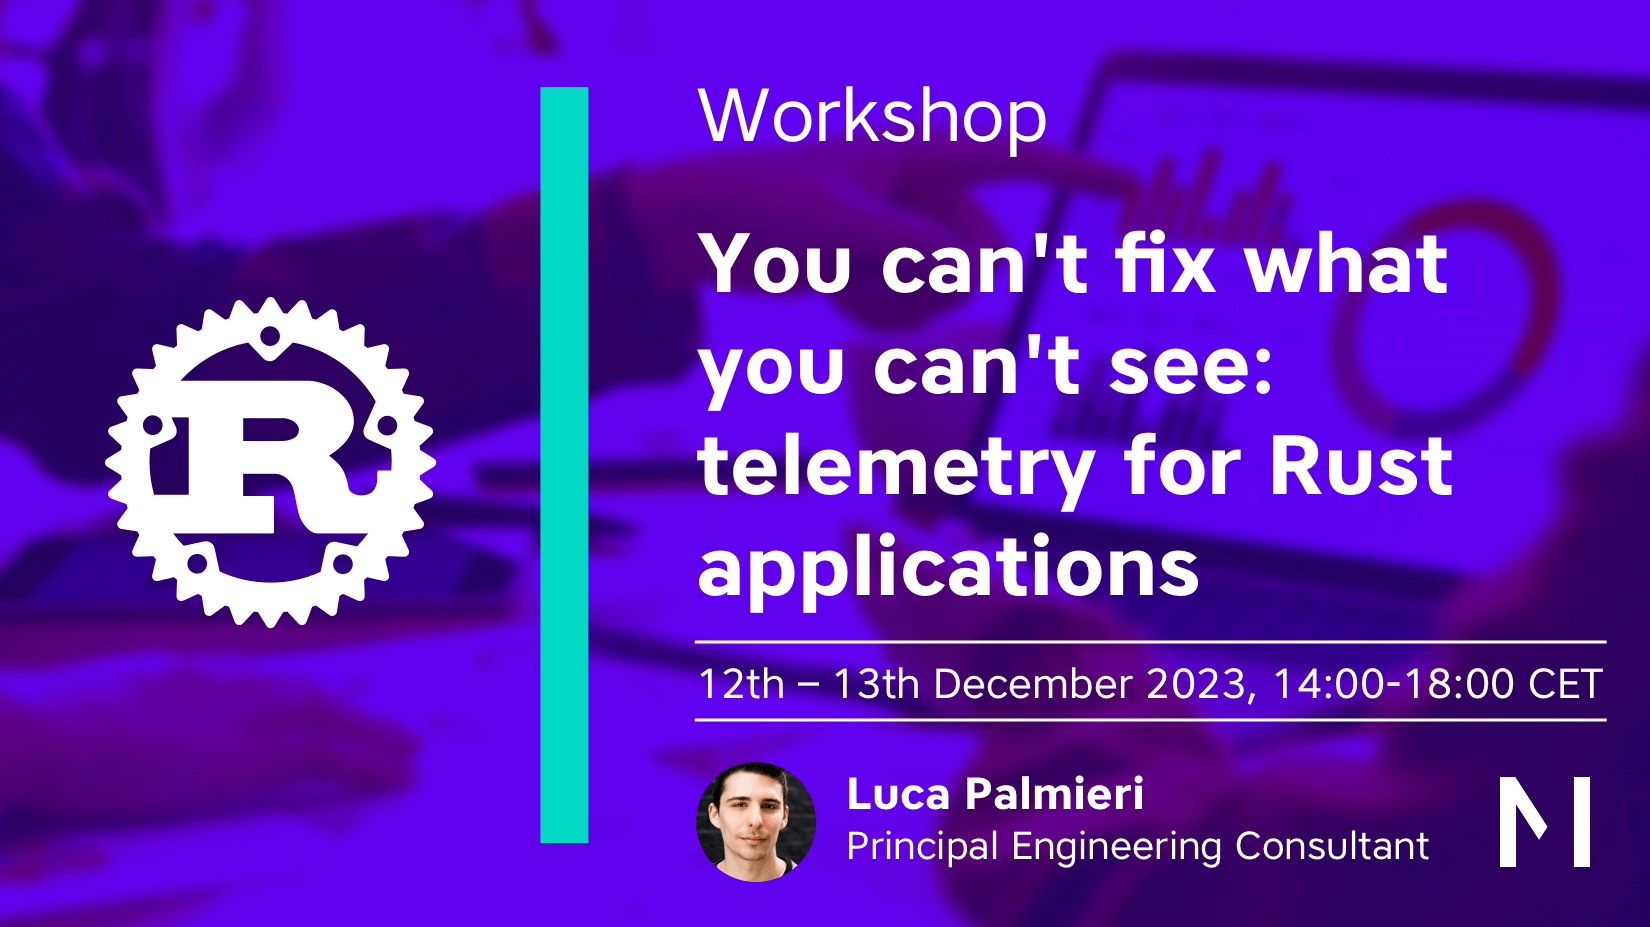 Workshop
You can't fix what
you can't see:
telemetry for Rust
applications
12th – 13th December 2023, 14:00-18:00 CET
Luca Palmieri
Principal Engineering Consultant
R
M